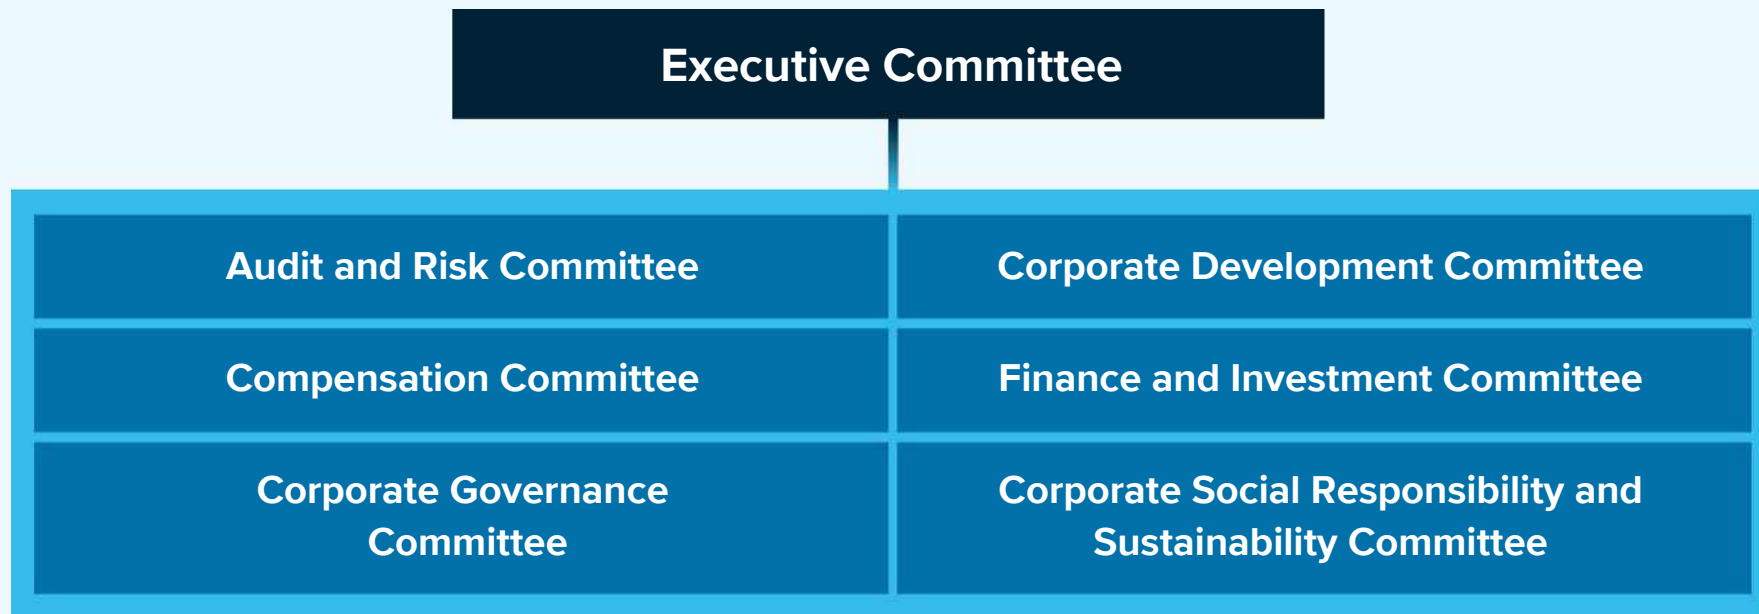 Executive Committee
Audit and Risk Committee
Corporate Development Committee
Compensation Committee
Finance and Investment Committee
Corporate Governance
Committee
Corporate Social Responsibility and
Sustainability Committee